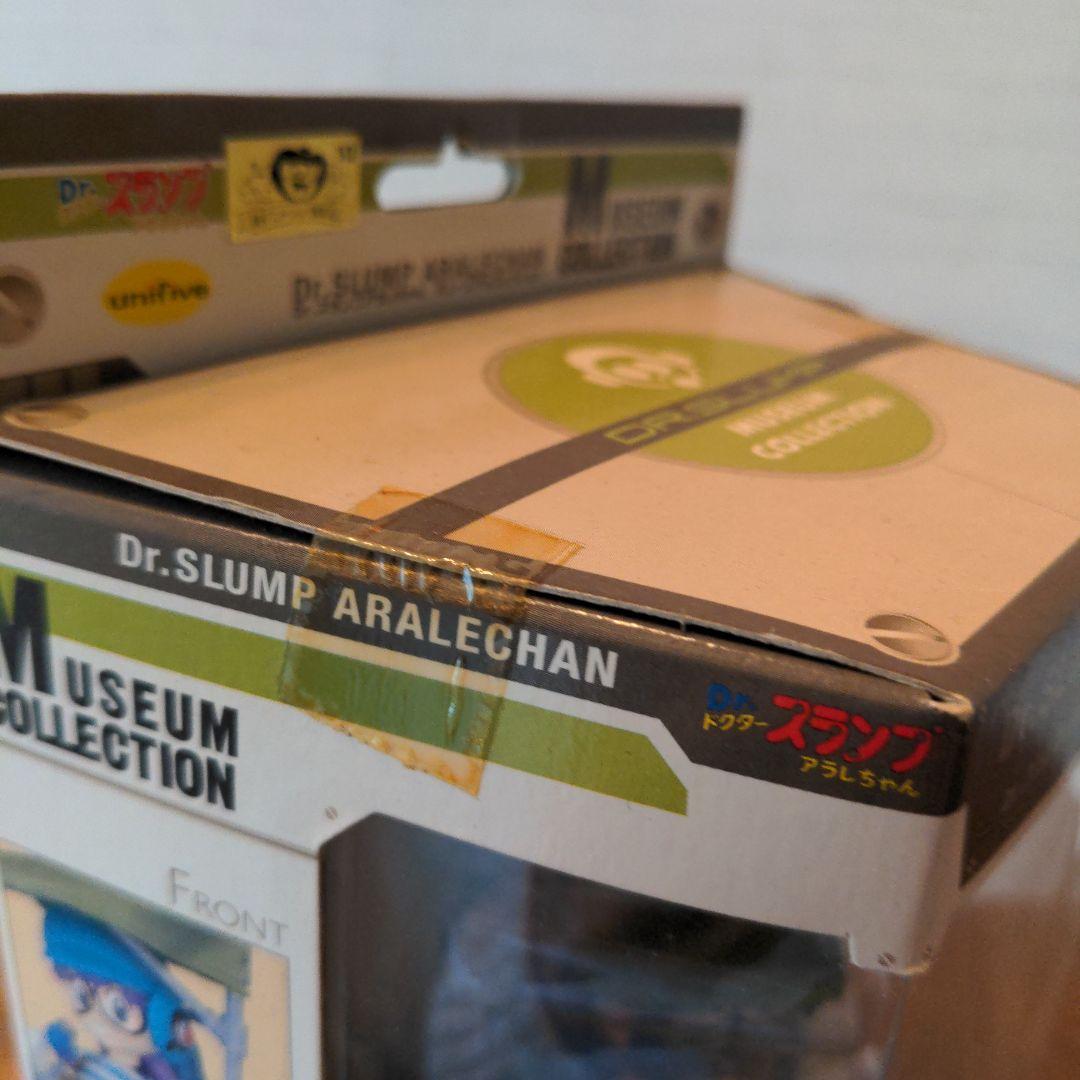 Dr.スランプ
unifive
Dr.SLUMP ARALECHAN
MUSEUM
COLLECTION
DR.SLUMP
MUSEUM
COLLECTION
Dr.SLUMP ARALECHAN
MUSEUM
COLLECTION
Dr.
ドクター スランプ
アラレちゃん
FRONT